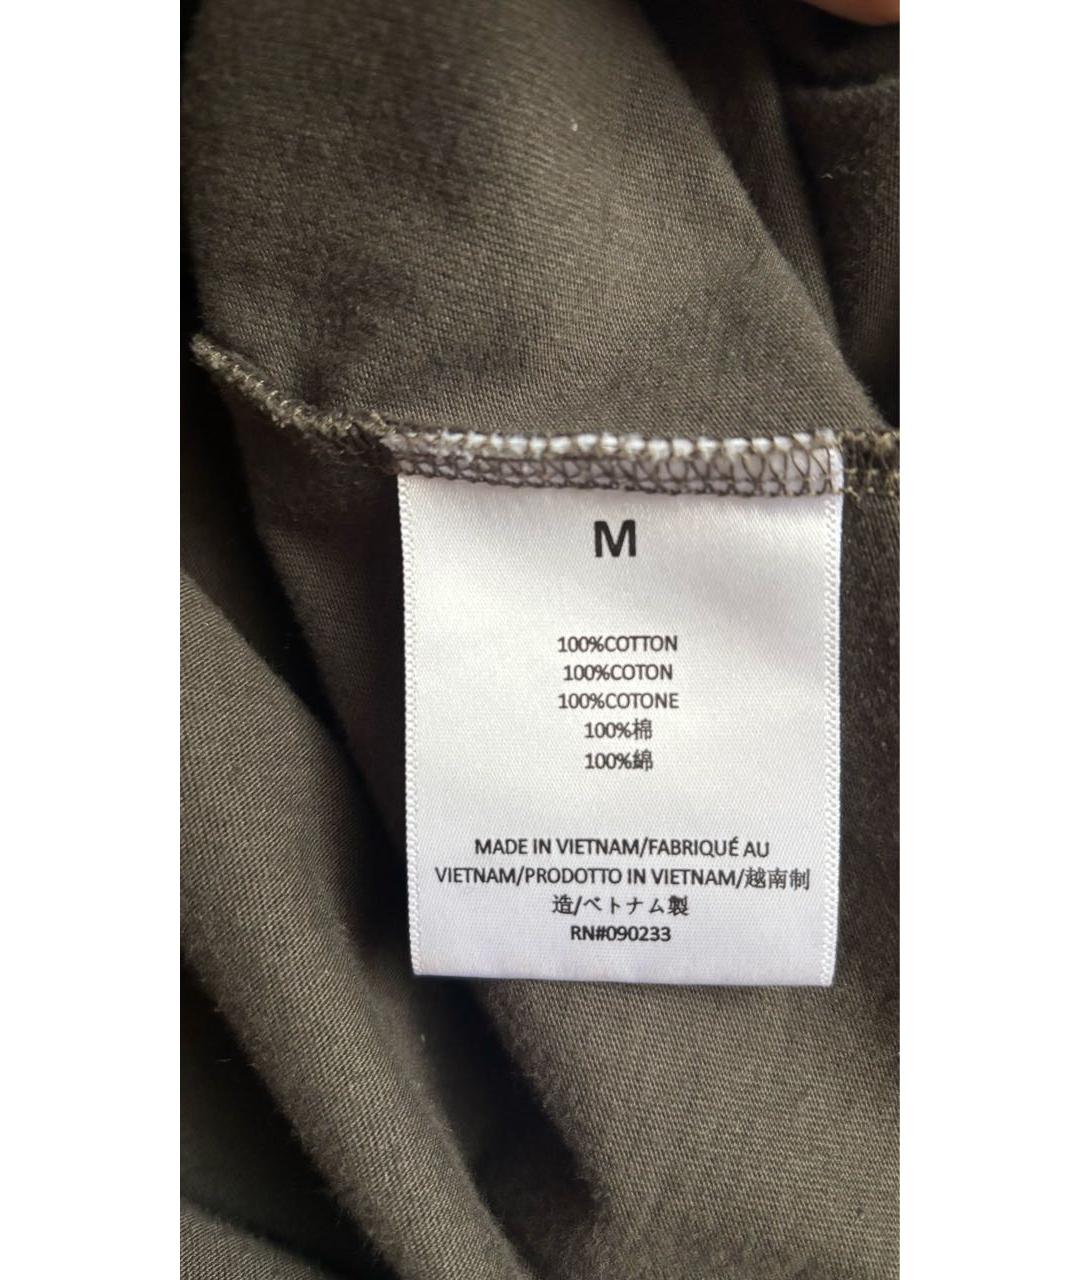 M
100%COTTON
100%COTON
100%COTONE
100%棉
100%綿
MADE IN VIETNAM/FABRIQUÉ AU
VIETNAM/PRODOTTO IN VIETNAM/越南制
造/ベトナム製
RN#090233